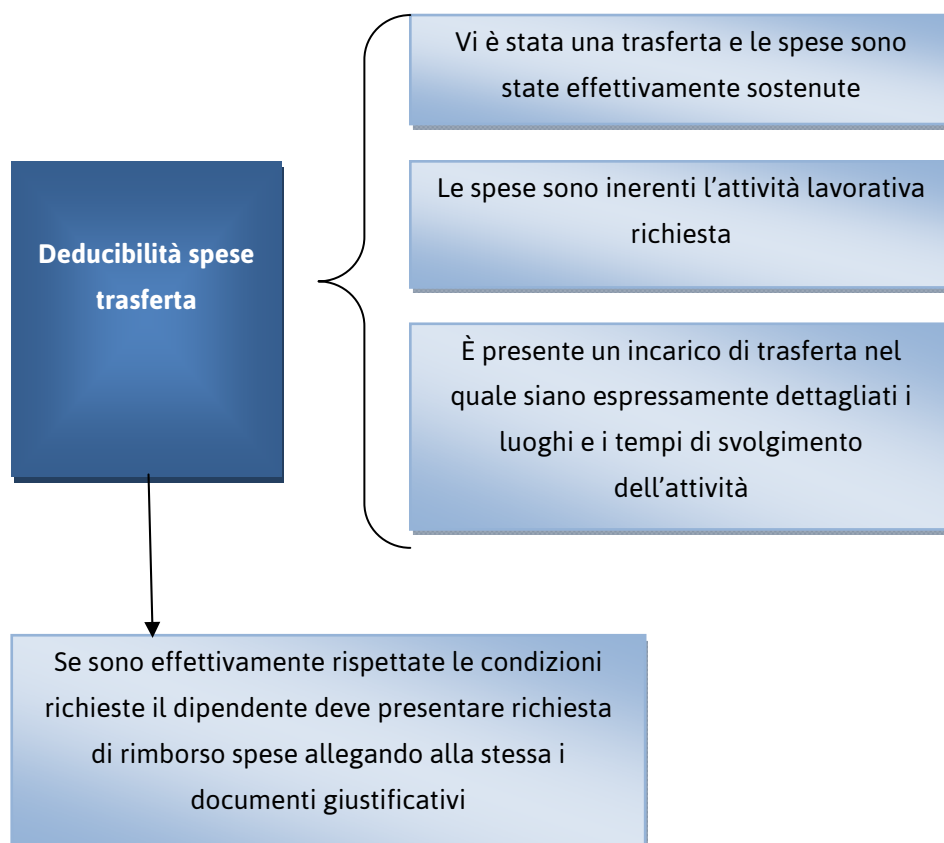 Vi è stata una trasferta e le spese sono
state effettivamente sostenute
Le spese sono inerenti l’attività lavorativa
richiesta
Deducibilità spese
trasferta
È presente un incarico di trasferta nel
quale siano espressamente dettagliati i
luoghi e i tempi di svolgimento
dell’attività
Se sono effettivamente rispettate le condizioni
richieste il dipendente deve presentare richiesta
di rimborso spese allegando alla stessa i
documenti giustificativi